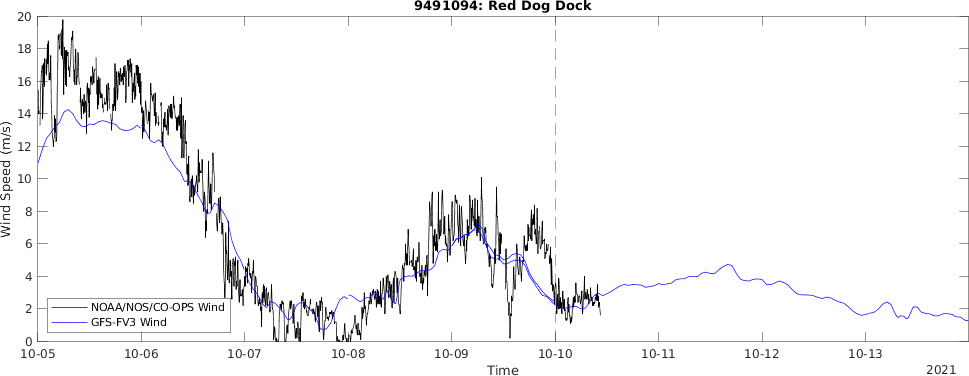 9491094: Red Dog Dock
20
18
16
14
12
10
8
6
4
2
0
Wind Speed (m/s)
NOAA/NOS/CO-OPS Wind
GFS-FV3 Wind
10-05 10-06 10-07 10-08 10-09 10-10 10-11 10-12 10-13
Time
2021